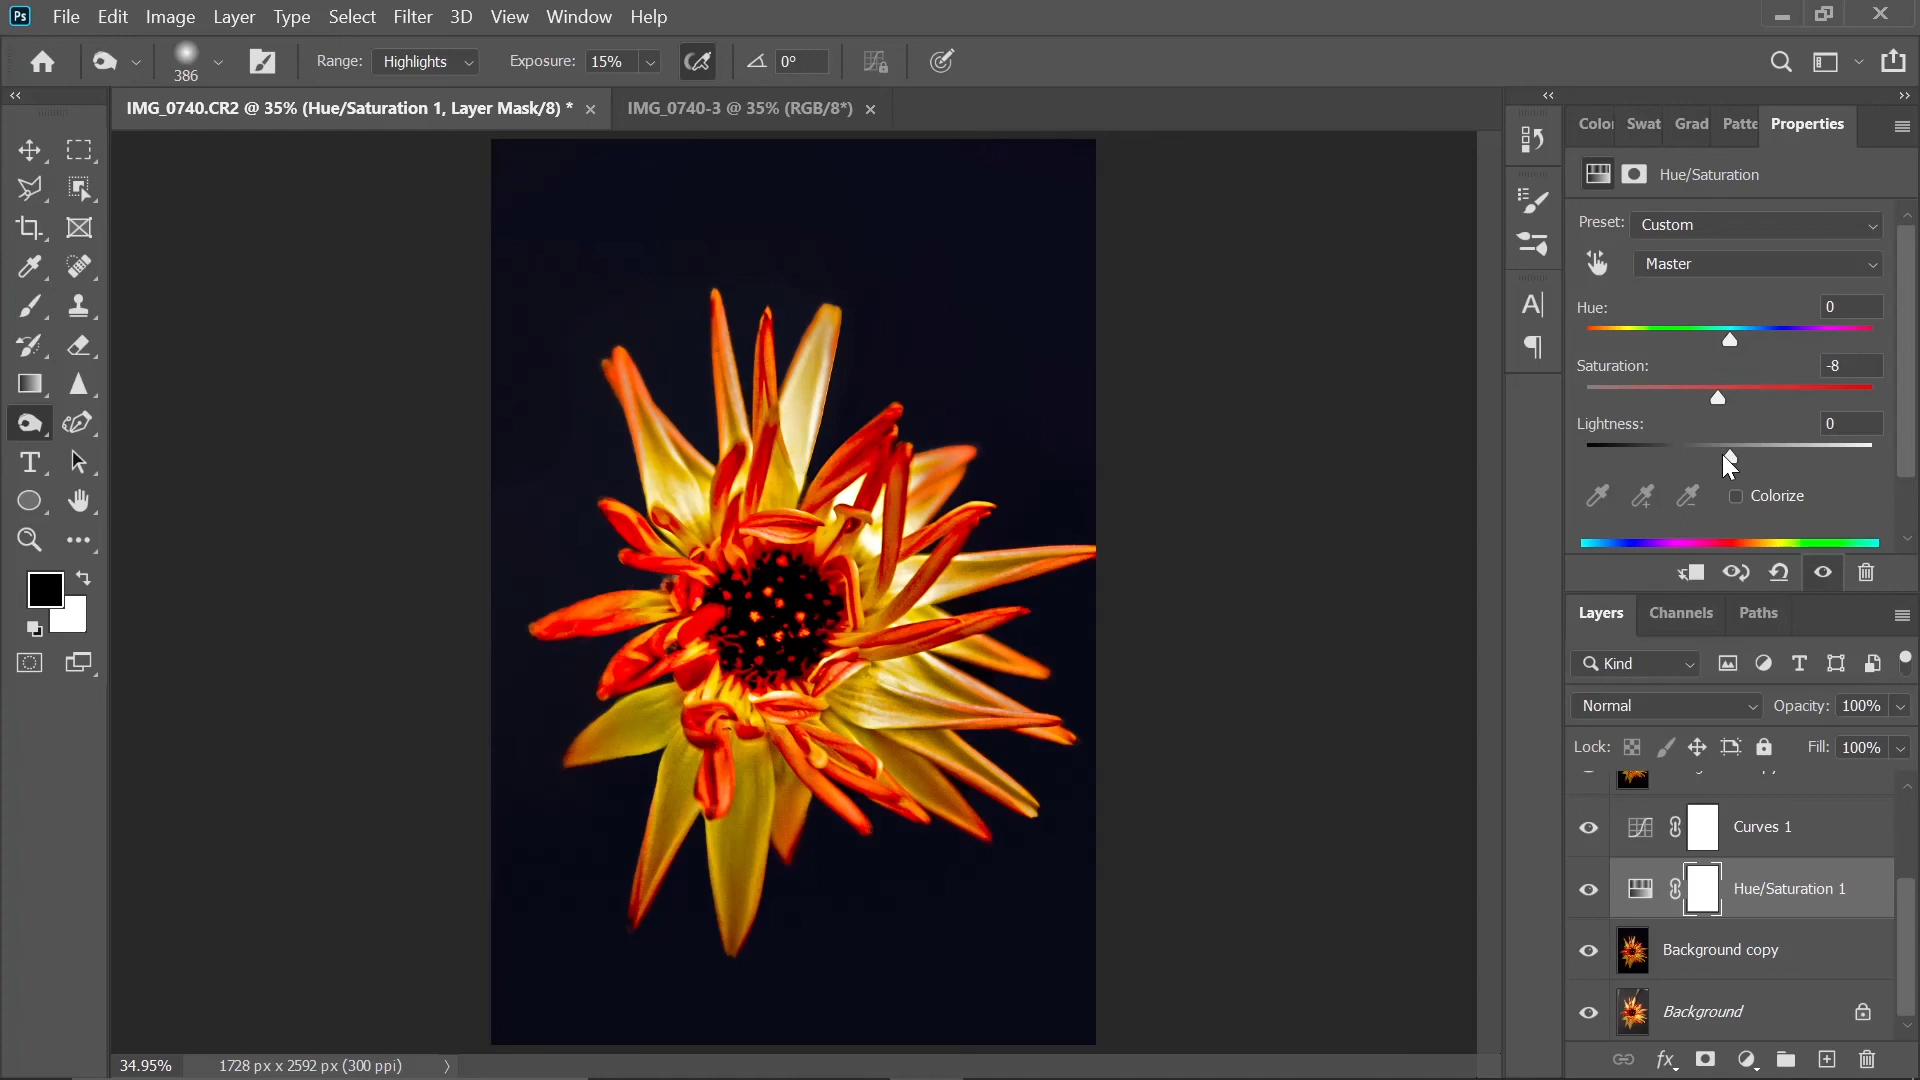 Ps File Edit Image Layer Type Select Filter 3D View Window Help
386 Range: Highlights Exposure: 15% 0°
IMG_0740.CR2 @ 35% (Hue/Saturation 1, Layer Mask/8) * IMG_0740-3 @ 35% (RGB/8*)
Color Swat Grad Patte Properties
Hue/Saturation
Preset: Custom
Master
Hue: 0
Saturation: -8
Lightness: 0
Colorize
Layers Channels Paths
Kind
Normal Opacity: 100%
Lock: Fill: 100%
Curves 1
Hue/Saturation 1
Background copy
Background
34.95% 1728 px x 2592 px (300 ppi)